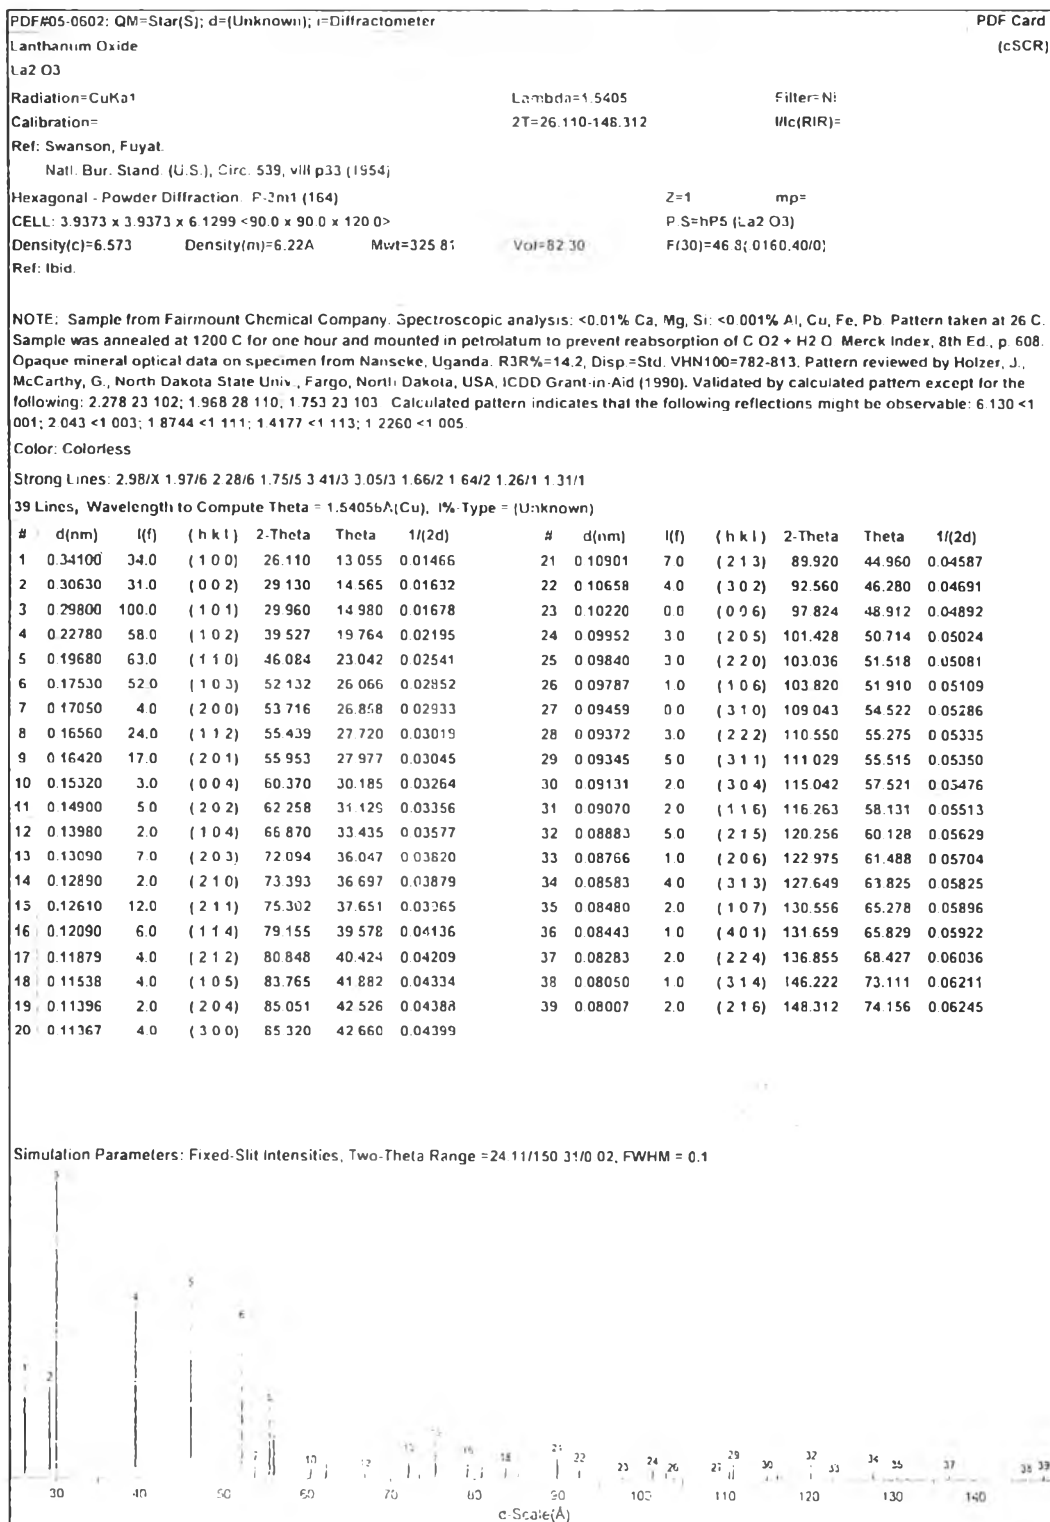 PDF#05-0602: QM=Star(S); d=(Unknown); i=Diffractometer PDF Card
Lanthanum Oxide (cSCR)
La2 O3
Radiation=CuKa1 Lambda=1.5405 Filter=Ni
Calibration= 2T=26.110-148.312 I/Ic(RIR)=
Ref: Swanson, Fuyat.
Natl. Bur. Stand. (U.S.), Circ. 539, vIII p33 (1954)
Hexagonal - Powder Diffraction, P-3m1 (164) Z=1 mp=
CELL: 3.9373 x 3.9373 x 6.1299 <90.0 x 90.0 x 120.0> P.S=hP5 (La2 O3)
Density(c)=6.573 Density(m)=6.22A Mwt=325.81 Vol=82.30 F(30)=46.8(.0160,40/0)
Ref: Ibid.
NOTE: Sample from Fairmount Chemical Company. Spectroscopic analysis: <0.01% Ca, Mg, Si; <0.001% Al, Cu, Fe, Pb. Pattern taken at 26 C.
Sample was annealed at 1200 C for one hour and mounted in petrolatum to prevent reabsorption of C O2 + H2 O. Merck Index, 8th Ed., p. 608.
Opaque mineral optical data on specimen from Nanseke, Uganda. R3R%=14.2, Disp.=Std. VHN100=782-813. Pattern reviewed by Holzer, J.,
McCarthy, G., North Dakota State Univ., Fargo, North Dakota, USA, ICDD Grant-in-Aid (1990). Validated by calculated pattern except for the
following: 2.278 23 102; 1.968 28 110; 1.753 23 103. Calculated pattern indicates that the following reflections might be observable: 6.130 <1
001; 2.043 <1 003; 1.8744 <1 111; 1.4177 <1 113; 1.2260 <1 005.
Color: Colorless
Strong Lines: 2.98/X 1.97/6 2.28/6 1.75/5 3.41/3 3.05/3 1.66/2 1.64/2 1.26/1 1.31/1
39 Lines, Wavelength to Compute Theta = 1.54056A(Cu), I%-Type = (Unknown)
# d(nm) I(f) (h k l) 2-Theta Theta 1/(2d) # d(nm) I(f) (h k l) 2-Theta Theta 1/(2d)
1 0.34100 34.0 (1 0 0) 26.110 13.055 0.01466 21 0.10901 7.0 (2 1 3) 89.920 44.960 0.04587
2 0.30630 31.0 (0 0 2) 29.130 14.565 0.01632 22 0.10658 4.0 (3 0 2) 92.560 46.280 0.04691
3 0.29800 100.0 (1 0 1) 29.960 14.980 0.01678 23 0.10220 0.0 (0 0 6) 97.824 48.912 0.04892
4 0.22780 58.0 (1 0 2) 39.527 19.764 0.02195 24 0.09952 3.0 (2 0 5) 101.428 50.714 0.05024
5 0.19680 63.0 (1 1 0) 46.084 23.042 0.02541 25 0.09840 3.0 (2 2 0) 103.036 51.518 0.05081
6 0.17530 52.0 (1 0 3) 52.132 26.066 0.02852 26 0.09787 1.0 (1 0 6) 103.820 51.910 0.05109
7 0.17050 4.0 (2 0 0) 53.716 26.858 0.02933 27 0.09459 0.0 (3 1 0) 109.043 54.522 0.05286
8 0.16560 24.0 (1 1 2) 55.439 27.720 0.03019 28 0.09372 3.0 (2 2 2) 110.550 55.275 0.05335
9 0.16420 17.0 (2 0 1) 55.953 27.977 0.03045 29 0.09345 5.0 (3 1 1) 111.029 55.515 0.05350
10 0.15320 3.0 (0 0 4) 60.370 30.185 0.03264 30 0.09131 2.0 (3 0 4) 115.042 57.521 0.05476
11 0.14900 5.0 (2 0 2) 62.258 31.129 0.03356 31 0.09070 2.0 (1 1 6) 116.263 58.131 0.05513
12 0.13980 2.0 (1 0 4) 66.870 33.435 0.03577 32 0.08883 5.0 (2 1 5) 120.256 60.128 0.05629
13 0.13090 7.0 (2 0 3) 72.094 36.047 0.03820 33 0.08766 1.0 (2 0 6) 122.975 61.488 0.05704
14 0.12890 2.0 (2 1 0) 73.393 36.697 0.03879 34 0.08583 4.0 (3 1 3) 127.649 63.825 0.05825
15 0.12610 12.0 (2 1 1) 75.302 37.651 0.03965 35 0.08480 2.0 (1 0 7) 130.556 65.278 0.05896
16 0.12090 6.0 (1 1 4) 79.155 39.578 0.04136 36 0.08443 1.0 (4 0 1) 131.659 65.829 0.05922
17 0.11879 4.0 (2 1 2) 80.848 40.424 0.04209 37 0.08283 2.0 (2 2 4) 136.855 68.427 0.06036
18 0.11538 4.0 (1 0 5) 83.765 41.882 0.04334 38 0.08050 1.0 (3 1 4) 146.222 73.111 0.06211
19 0.11396 2.0 (2 0 4) 85.051 42.526 0.04388 39 0.08007 2.0 (2 1 6) 148.312 74.156 0.06245
20 0.11367 4.0 (3 0 0) 85.320 42.660 0.04399
Simulation Parameters: Fixed-Slit Intensities, Two-Theta Range =24.11/150.31/0.02, FWHM = 0.1
3
5
4
6
1
2
7 10 12 13 16 18 21 22 23 24 26 27 29 30 32 33 34 35 37 38 39
30 40 50 60 70 80 90 100 110 120 130 140
d-Scale(Å)